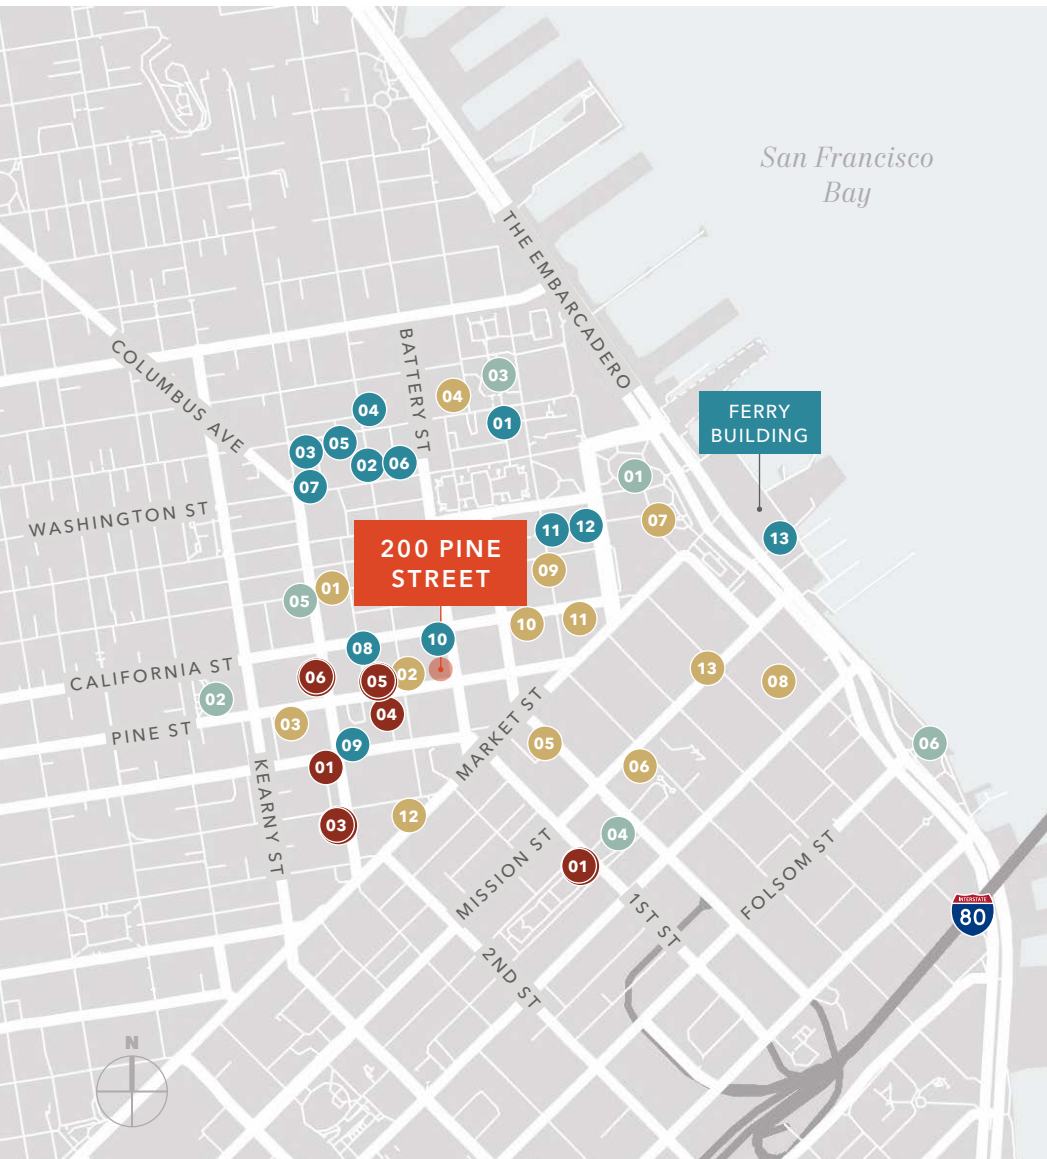 San Francisco
Bay
THE EMBARCADERO
BATTERY ST
COLUMBUS AVE
03
04
04
01
FERRY
BUILDING
05
03
02
06
07
01
WASHINGTON ST
07
11
12
13
200 PINE
STREET
09
01
05
10
11
10
08
CALIFORNIA ST
06
05
02
13
08
02
04
03
PINE ST
09
MARKET ST
05
06
06
01
KEARNY ST
12
03
04
MISSION ST
01
FOLSOM ST
1ST ST
INTERSTATE
80
2ND ST
N